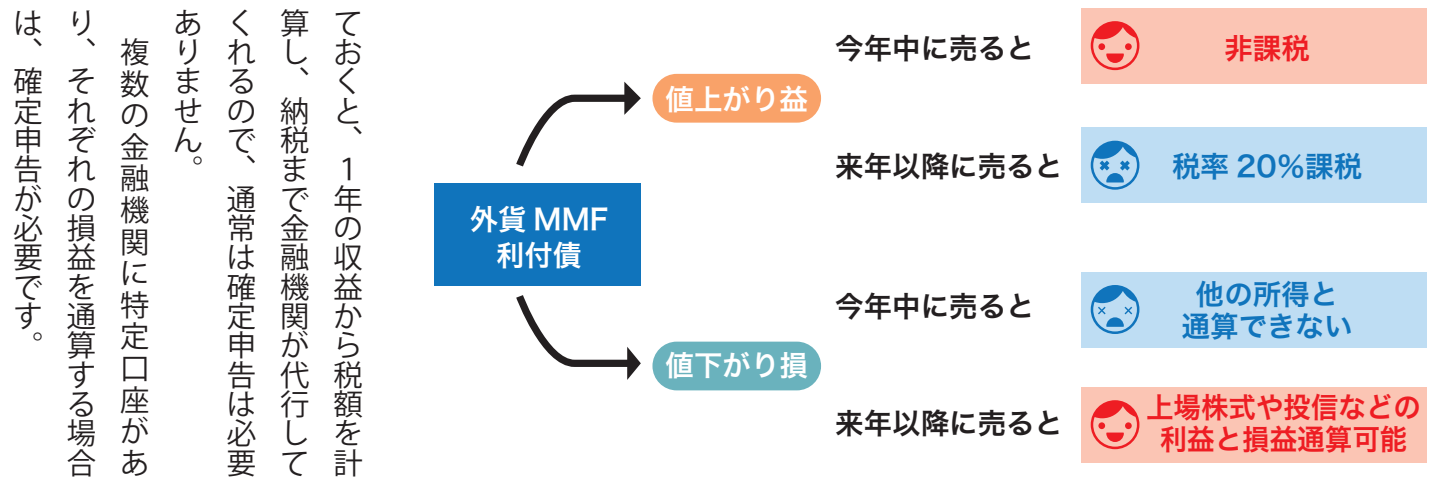 ておくと、1年の収益から税額を計
算し、納税まで金融機関が代行して
くれるので、通常は確定申告は必要
ありません。
複数の金融機関に特定口座があ
り、それぞれの損益を通算する場合
は、確定申告が必要です。
外貨 MMF
利付債
値上がり益
今年中に売ると
非課税
来年以降に売ると
税率 20%課税
値下がり損
今年中に売ると
他の所得と
通算できない
来年以降に売ると
上場株式や投信などの
利益と損益通算可能